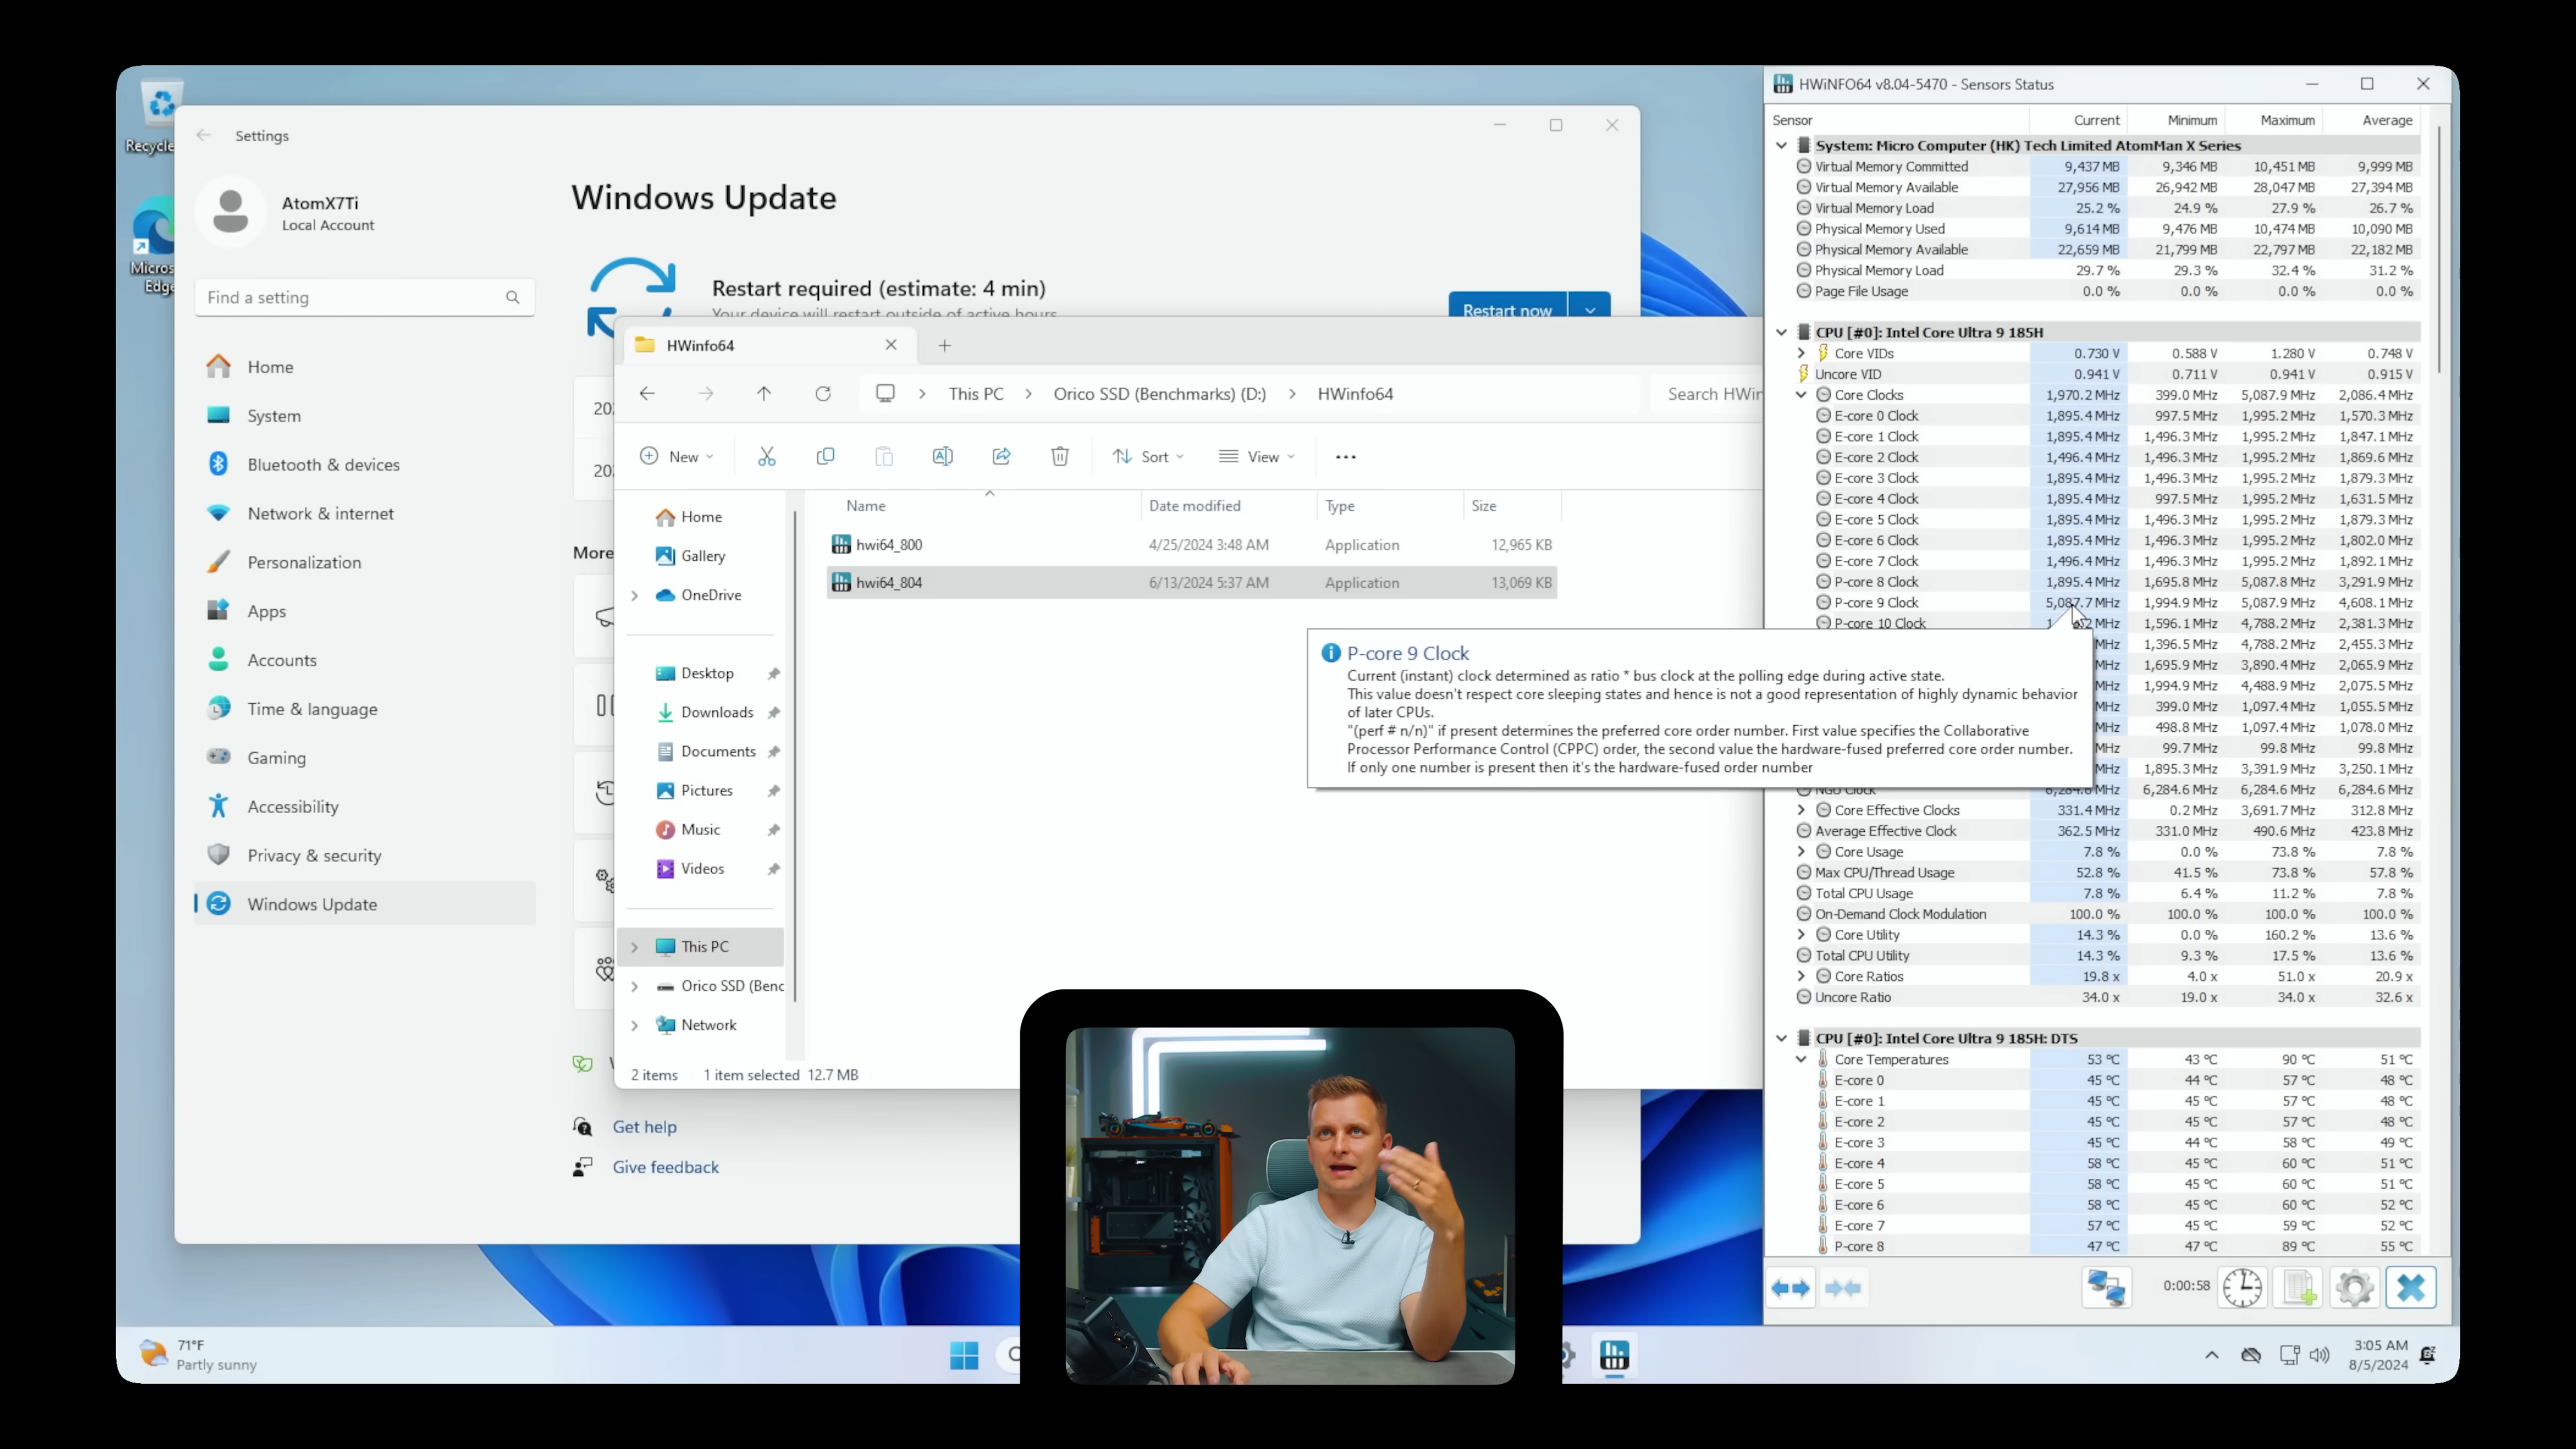 Recycle
Micros
Edge
Settings
AtomX7Ti
Local Account
Find a setting
Home
System
Bluetooth & devices
Network & internet
Personalization
Apps
Accounts
Time & language
Gaming
Accessibility
Privacy & security
Windows Update
Windows Update
Restart required (estimate: 4 min)
Your device will restart outside of active hours
Restart now
20
20
More
Get help
Give feedback
HWinfo64
This PC > Orico SSD (Benchmarks) (D:) > HWinfo64
Search HWin
New
Sort
View
Name Date modified Type Size
hwi64_800 4/25/2024 3:48 AM Application 12,965 KB
hwi64_804 6/13/2024 5:37 AM Application 13,069 KB
Home
Gallery
OneDrive
Desktop
Downloads
Documents
Pictures
Music
Videos
This PC
Orico SSD (Benc
Network
2 items 1 item selected 12.7 MB
P-core 9 Clock
Current (instant) clock determined as ratio * bus clock at the polling edge during active state.
This value doesn't respect core sleeping states and hence is not a good representation of highly dynamic behavior
of later CPUs.
"(perf # n/n)" if present determines the preferred core order number. First value specifies the Collaborative
Processor Performance Control (CPPC) order, the second value the hardware-fused preferred core order number.
If only one number is present then it's the hardware-fused order number
HWiNFO64 v8.04-5470 - Sensors Status
Sensor Current Minimum Maximum Average
System: Micro Computer (HK) Tech Limited AtomMan X Series
Virtual Memory Committed 9,437 MB 9,346 MB 10,451 MB 9,999 MB
Virtual Memory Available 27,956 MB 26,942 MB 28,047 MB 27,394 MB
Virtual Memory Load 25.2 % 24.9 % 27.9 % 26.7 %
Physical Memory Used 9,614 MB 9,476 MB 10,474 MB 10,090 MB
Physical Memory Available 22,659 MB 21,799 MB 22,797 MB 22,182 MB
Physical Memory Load 29.7 % 29.3 % 32.4 % 31.2 %
Page File Usage 0.0 % 0.0 % 0.0 % 0.0 %
CPU [#0]: Intel Core Ultra 9 185H
Core VIDs 0.730 V 0.588 V 1.280 V 0.748 V
Uncore VID 0.941 V 0.711 V 0.941 V 0.915 V
Core Clocks 1,970.2 MHz 399.0 MHz 5,087.9 MHz 2,086.4 MHz
E-core 0 Clock 1,895.4 MHz 997.5 MHz 1,995.2 MHz 1,570.3 MHz
E-core 1 Clock 1,895.4 MHz 1,496.3 MHz 1,995.2 MHz 1,847.1 MHz
E-core 2 Clock 1,496.4 MHz 1,496.3 MHz 1,995.2 MHz 1,869.6 MHz
E-core 3 Clock 1,895.4 MHz 1,496.3 MHz 1,995.2 MHz 1,879.3 MHz
E-core 4 Clock 1,895.4 MHz 997.5 MHz 1,995.2 MHz 1,631.5 MHz
E-core 5 Clock 1,895.4 MHz 1,496.3 MHz 1,995.2 MHz 1,879.3 MHz
E-core 6 Clock 1,895.4 MHz 1,496.3 MHz 1,995.2 MHz 1,802.0 MHz
E-core 7 Clock 1,496.4 MHz 1,496.3 MHz 1,995.2 MHz 1,892.1 MHz
P-core 8 Clock 1,895.4 MHz 1,695.8 MHz 5,087.8 MHz 3,291.9 MHz
P-core 9 Clock 5,087.7 MHz 1,994.9 MHz 5,087.9 MHz 4,608.1 MHz
P-core 10 Clock 1,596.1 MHz 4,788.2 MHz 2,381.3 MHz
MHz 1,396.5 MHz 4,788.2 MHz 2,455.3 MHz
MHz 1,695.9 MHz 3,890.4 MHz 2,065.9 MHz
MHz 1,994.9 MHz 4,488.9 MHz 2,075.5 MHz
MHz 399.0 MHz 1,097.4 MHz 1,055.5 MHz
MHz 498.8 MHz 1,097.4 MHz 1,078.0 MHz
MHz 99.7 MHz 99.8 MHz 99.8 MHz
MHz 1,895.3 MHz 3,391.9 MHz 3,250.1 MHz
NGU Clock 6,284.6 MHz 6,284.6 MHz 6,284.6 MHz 6,284.6 MHz
Core Effective Clocks 331.4 MHz 0.2 MHz 3,691.7 MHz 312.8 MHz
Average Effective Clock 362.5 MHz 331.0 MHz 490.6 MHz 423.8 MHz
Core Usage 7.8 % 0.0 % 73.8 % 7.8 %
Max CPU/Thread Usage 52.8 % 41.5 % 73.8 % 57.8 %
Total CPU Usage 7.8 % 6.4 % 11.2 % 7.8 %
On-Demand Clock Modulation 100.0 % 100.0 % 100.0 % 100.0 %
Core Utility 14.3 % 0.0 % 160.2 % 13.6 %
Total CPU Utility 14.3 % 9.3 % 17.5 % 13.6 %
Core Ratios 19.8 x 4.0 x 51.0 x 20.9 x
Uncore Ratio 34.0 x 19.0 x 34.0 x 32.6 x
CPU [#0]: Intel Core Ultra 9 185H: DTS
Core Temperatures 53 °C 43 °C 90 °C 51 °C
E-core 0 45 °C 44 °C 57 °C 48 °C
E-core 1 45 °C 45 °C 57 °C 48 °C
E-core 2 45 °C 45 °C 57 °C 48 °C
E-core 3 45 °C 44 °C 58 °C 49 °C
E-core 4 58 °C 45 °C 60 °C 51 °C
E-core 5 58 °C 45 °C 60 °C 51 °C
E-core 6 58 °C 45 °C 60 °C 52 °C
E-core 7 57 °C 45 °C 59 °C 52 °C
P-core 8 47 °C 47 °C 89 °C 55 °C
0:00:58
71°F
Partly sunny
3:05 AM
8/5/2024